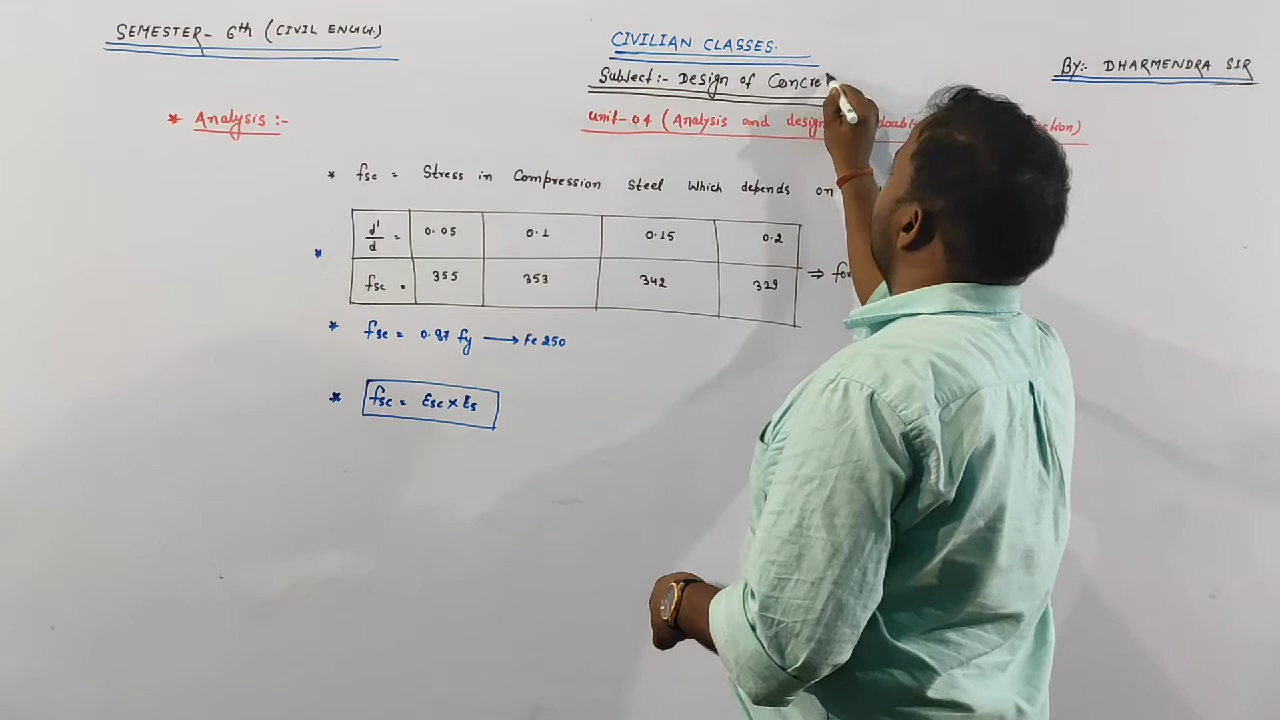 SEMESTER- 6th (CIVIL ENGG.)
CIVILIAN CLASSES.
BY:- DHARMENDRA SIR
Subject:- Design of Concre
* Analysis :-
unit-04 (Analysis and design
* fsc = Stress in Compression Steel Which depends on
d'/d = 0.05 0.1 0.15 0.2
* fsc = 355 353 342 329 ⇒ for
* fsc = 0.87 fy ⟶ Fe 250
* fsc = Esc × Es